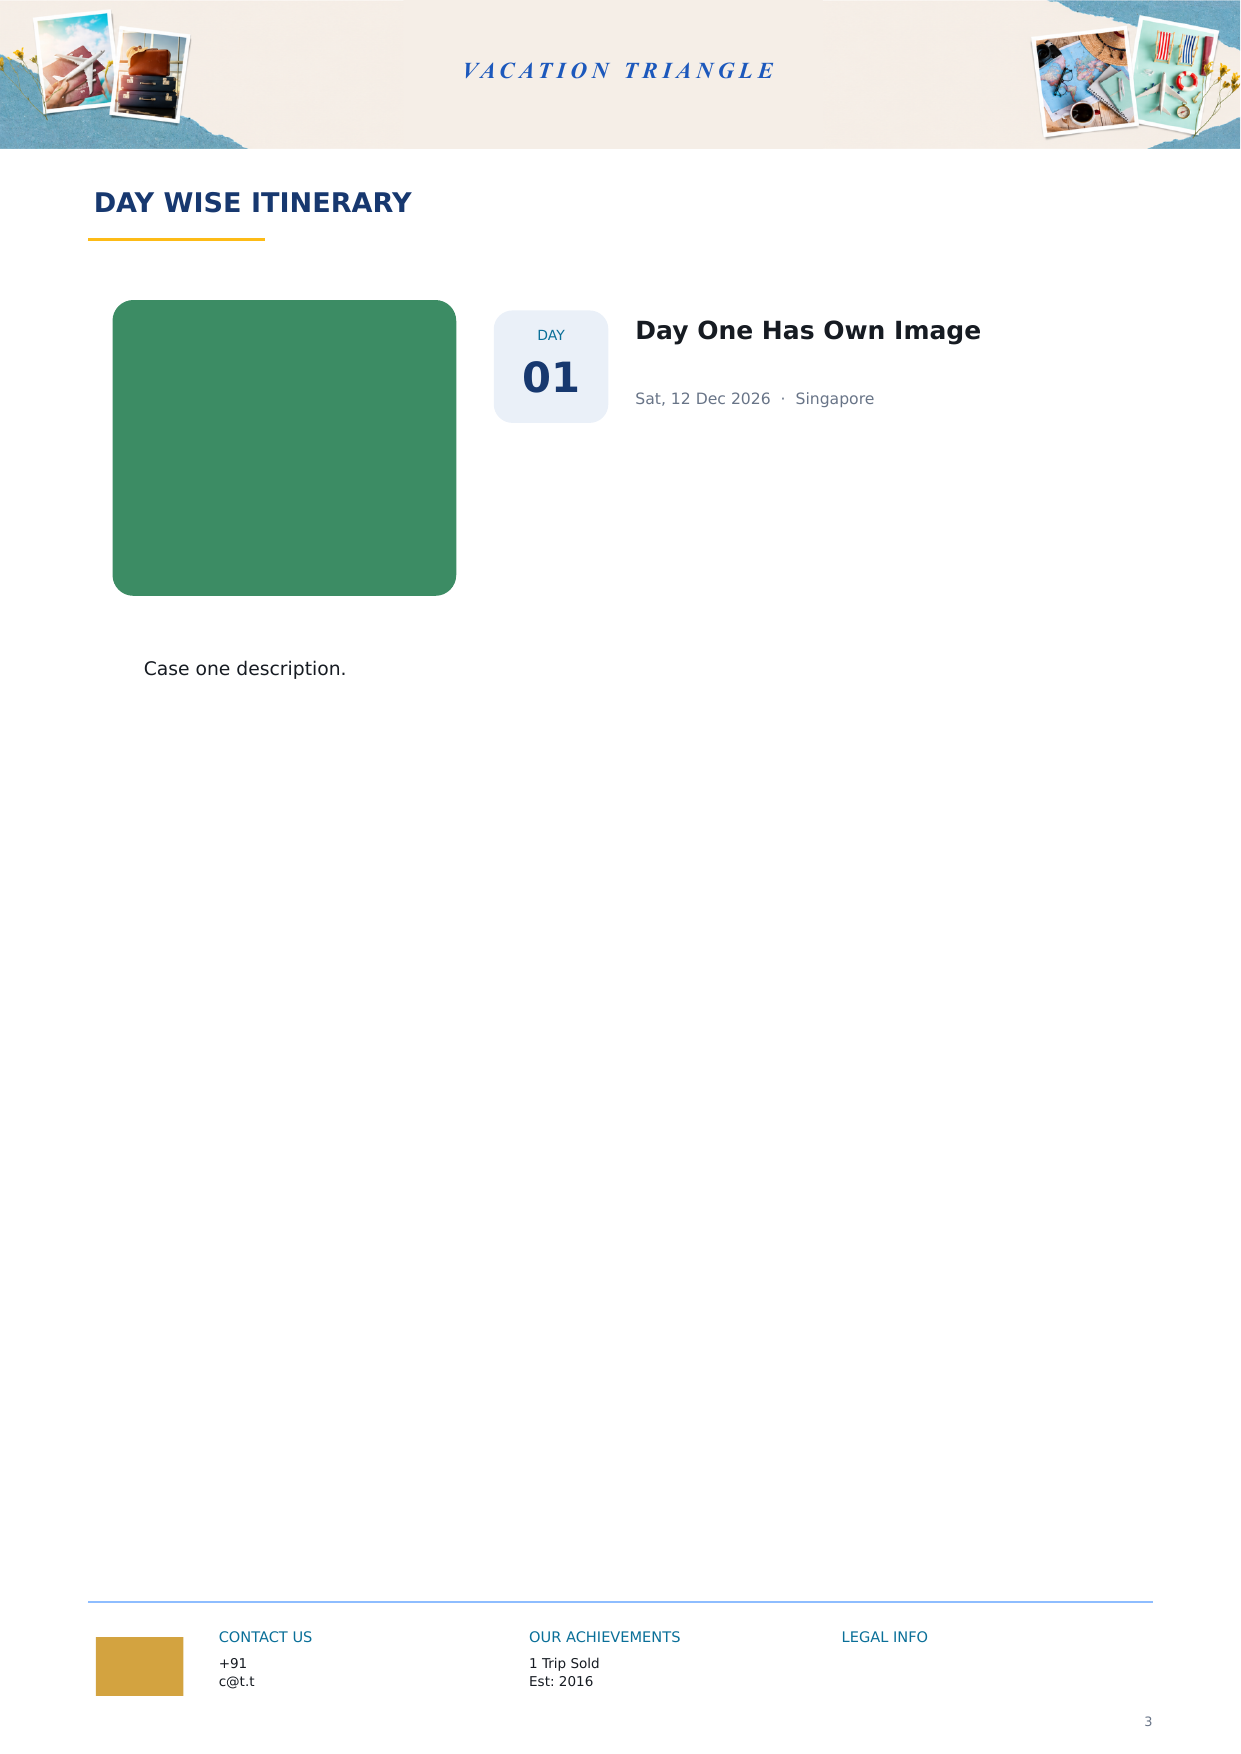 VACATION TRIANGLE
DAY WISE ITINERARY
DAY
01
Day One Has Own Image
Sat, 12 Dec 2026 · Singapore
Case one description.
CONTACT US
+91
c@t.t
OUR ACHIEVEMENTS
1 Trip Sold
Est: 2016
LEGAL INFO
3